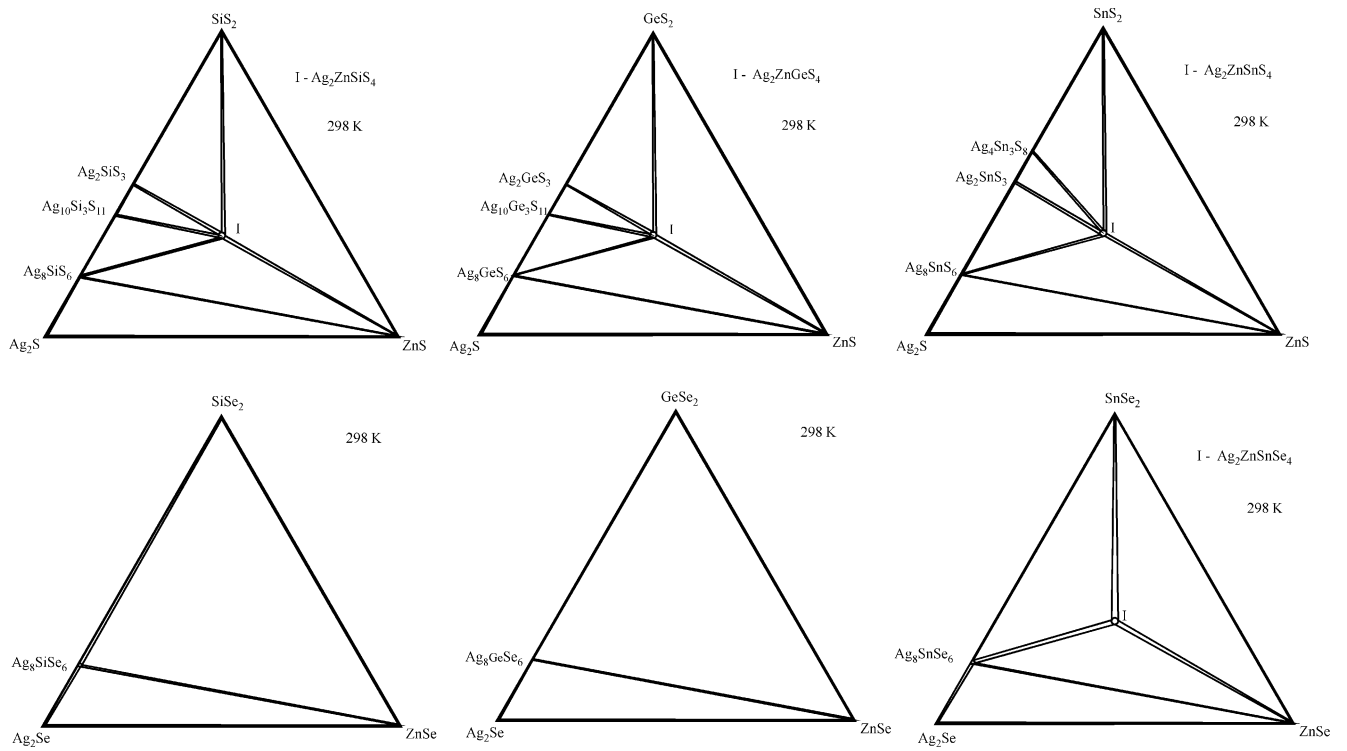 SiS₂
I - Ag₂ZnSiS₄
298 K
Ag₂SiS₃
Ag₁₀Si₃S₁₁
I
Ag₈SiS₆
Ag₂S
ZnS
GeS₂
I - Ag₂ZnGeS₄
298 K
Ag₂GeS₃
Ag₁₀Ge₃S₁₁
I
Ag₈GeS₆
Ag₂S
ZnS
SnS₂
I - Ag₂ZnSnS₄
298 K
Ag₄Sn₃S₈
Ag₂SnS₃
I
Ag₈SnS₆
Ag₂S
ZnS
SiSe₂
298 K
Ag₈SiSe₆
Ag₂Se
ZnSe
GeSe₂
298 K
Ag₈GeSe₆
Ag₂Se
ZnSe
SnSe₂
I - Ag₂ZnSnSe₄
298 K
I
Ag₈SnSe₆
Ag₂Se
ZnSe